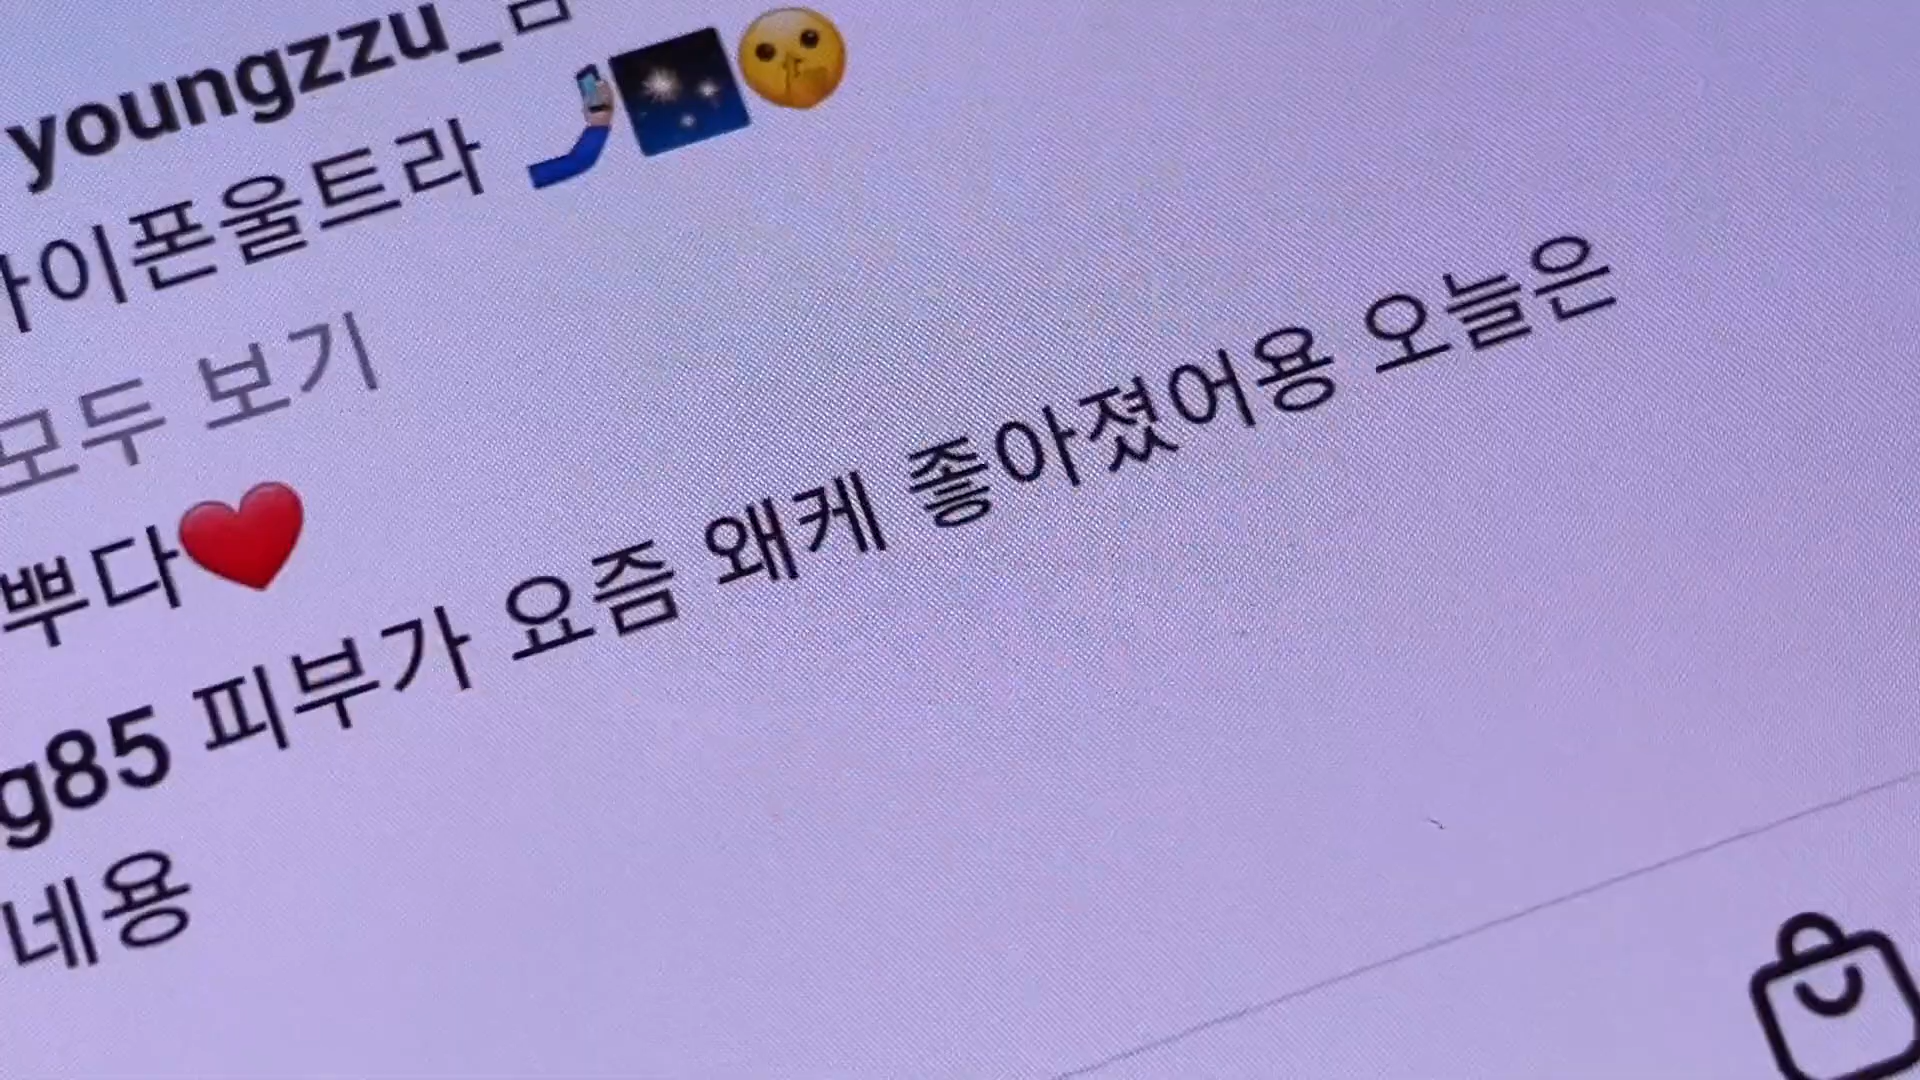 youngzzu_
이폰울트라 🤳🎇🤫
모두 보기
뿌다❤️
g85 피부가 요즘 왜케 좋아졌어용 오늘은
네용